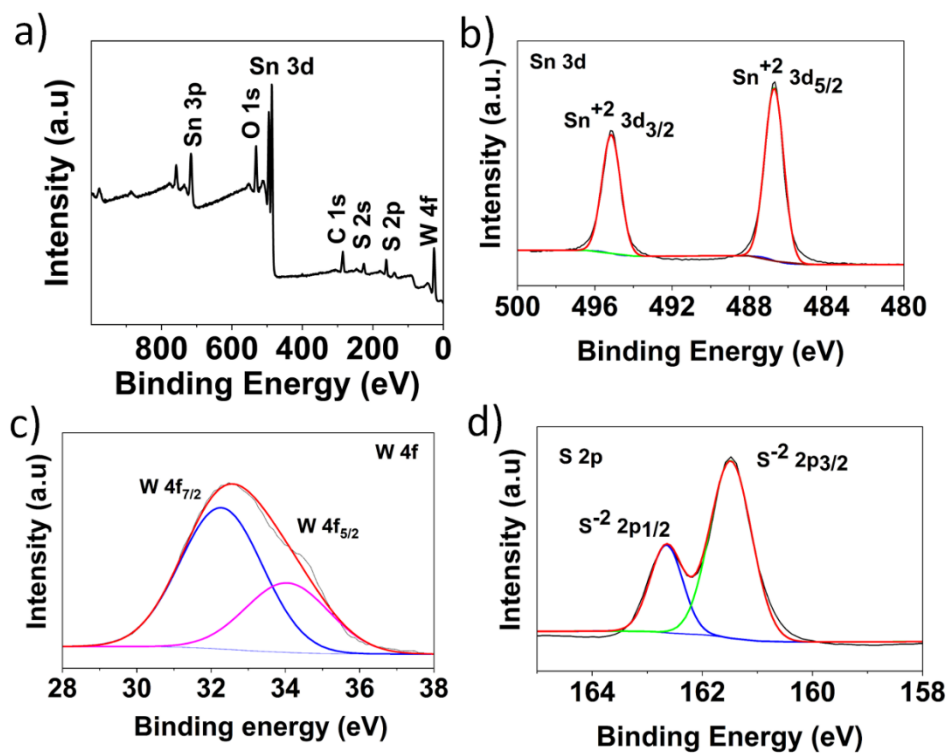 a)
Intensity (a.u)
Sn 3p
O 1s
Sn 3d
C 1s
S 2s
S 2p
W 4f
800 600 400 200 0
Binding Energy (eV)
b)
Intensity (a.u.)
Sn 3d
Sn+2 3d3/2
Sn+2 3d5/2
500 496 492 488 484 480
Binding Energy (eV)
c)
Intensity (a.u)
W 4f
W 4f7/2
W 4f5/2
28 30 32 34 36 38
Binding energy (eV)
d)
Intensity (a.u)
S 2p
S-2 2p3/2
S-2 2p1/2
164 162 160 158
Binding Energy (eV)